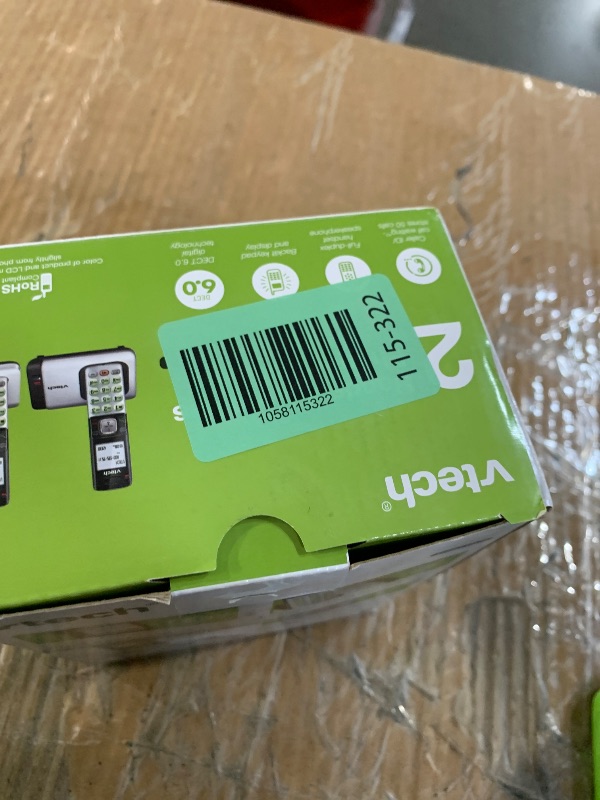 1058115322
115-322
vtech®
2
S
Caller ID/
call waiting
stores 50 calls
Full-duplex
handset
speakerphone
Backlit keypad
and display
DECT
6.0
DECT 6.0
digital
technology
RoHS
Compliant
Color of product and LCD
slightly from
vtech
vtech
vtech